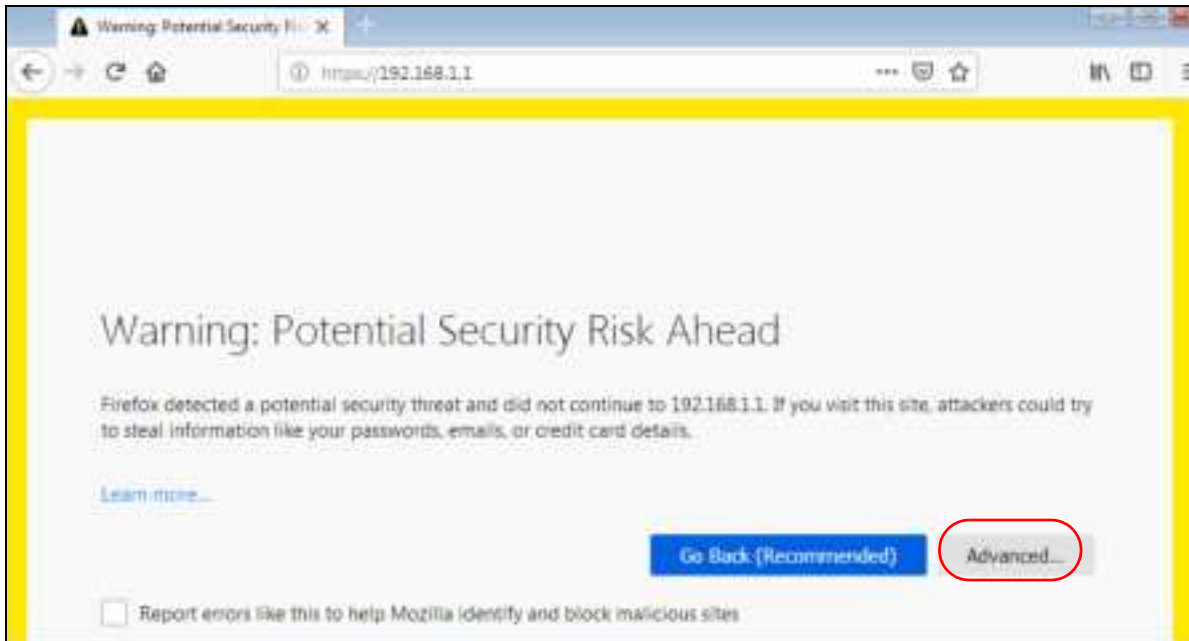 Warning: Potential Security Ri
https://192.168.1.1
Warning: Potential Security Risk Ahead
Firefox detected a potential security threat and did not continue to 192.168.1.1. If you visit this site, attackers could try
to steal information like your passwords, emails, or credit card details.
Learn more...
Go Back (Recommended)
Advanced...
Report errors like this to help Mozilla identify and block malicious sites